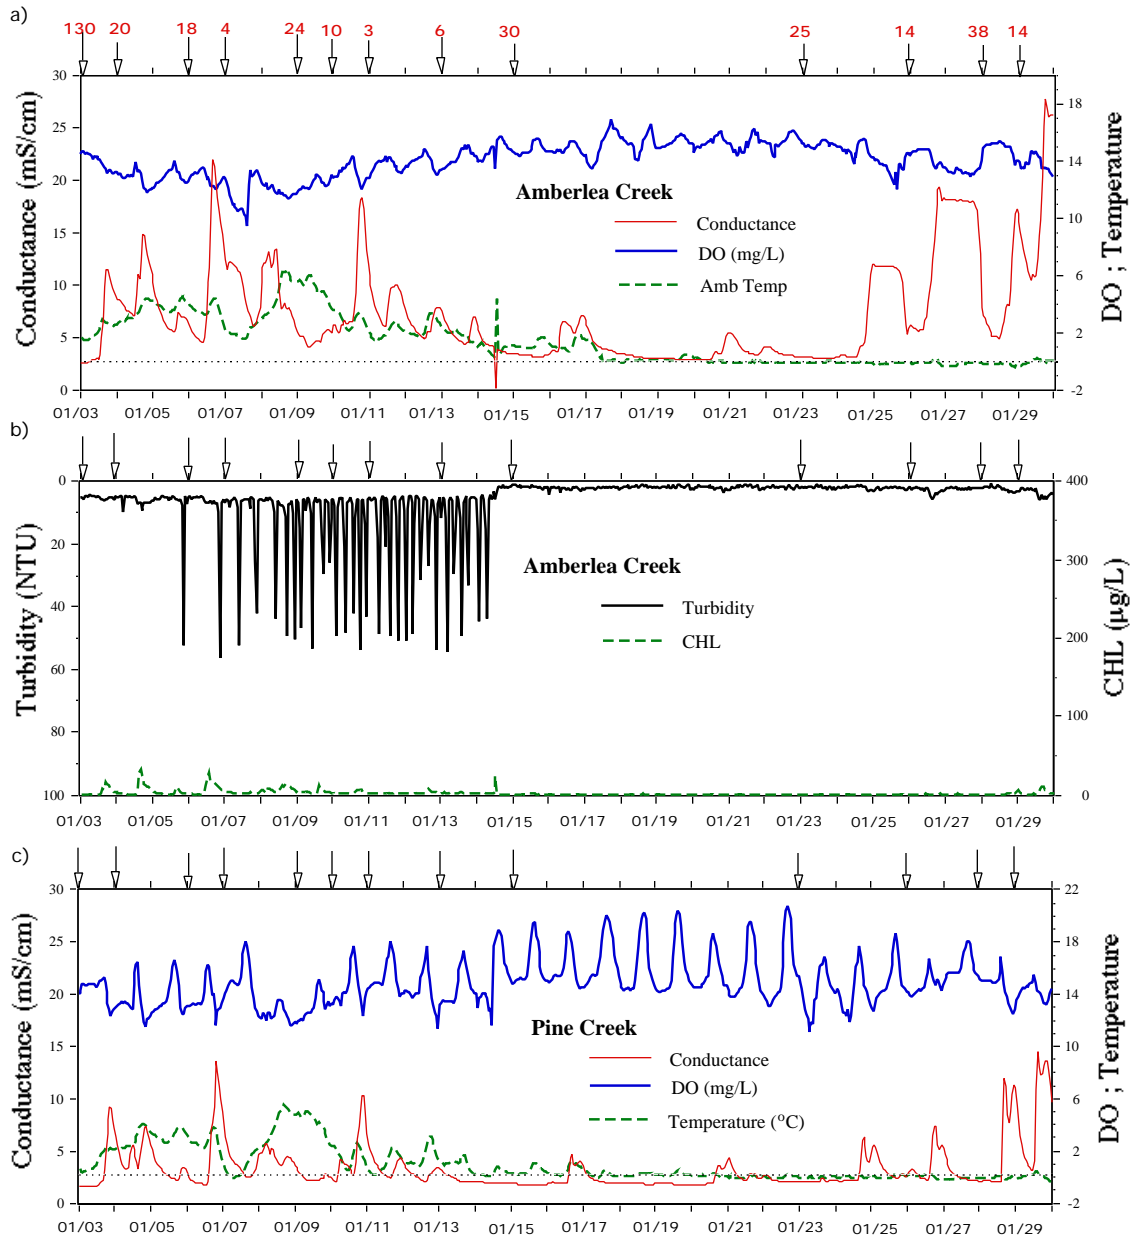 a)
130 20 18 4 24 10 3 6 30 25 14 38 14
Conductance (mS/cm)
30
25
20
15
10
5
0
18
14
10
6
2
-2
DO ; Temperature
Amberlea Creek
Conductance
DO (mg/L)
Amb Temp
01/03 01/05 01/07 01/09 01/11 01/13 01/15 01/17 01/19 01/21 01/23 01/25 01/27 01/29
b)
Turbidity (NTU)
0
20
40
60
80
100
400
300
200
100
0
CHL (µg/L)
Amberlea Creek
Turbidity
CHL
01/03 01/05 01/07 01/09 01/11 01/13 01/15 01/17 01/19 01/21 01/23 01/25 01/27 01/29
c)
Conductance (mS/cm)
30
25
20
15
10
5
0
22
18
14
10
6
2
-2
DO ; Temperature
Pine Creek
Conductance
DO (mg/L)
Temperature (°C)
01/03 01/05 01/07 01/09 01/11 01/13 01/15 01/17 01/19 01/21 01/23 01/25 01/27 01/29